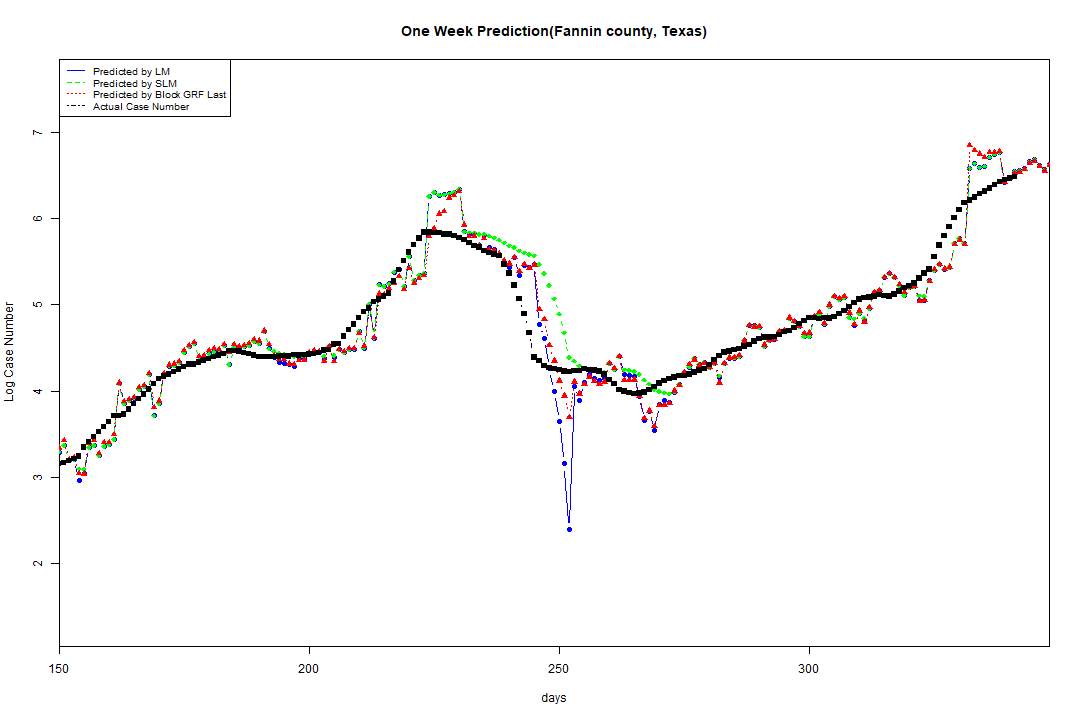 One Week Prediction(Fannin county, Texas)
Predicted by LM
Predicted by SLM
Predicted by Block GRF Last
Actual Case Number
7
6
5
4
3
2
Log Case Number
150 200 250 300
days